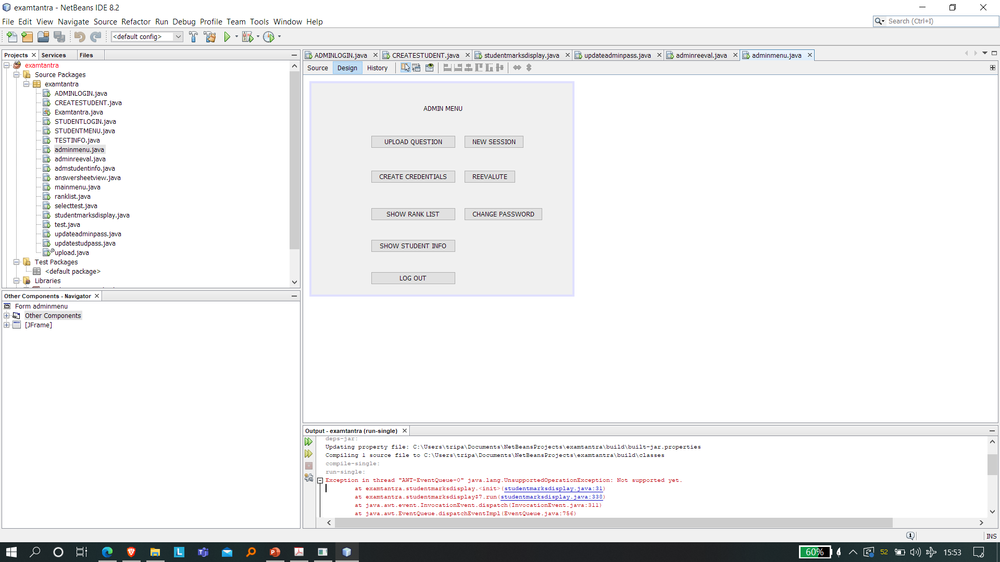 examtantra - NetBeans IDE 8.2
File Edit View Navigate Source Refactor Run Debug Profile Team Tools Window Help
Search (Ctrl+I)
<default config>
Projects Services Files
examtantra
Source Packages
examtantra
ADMINLOGIN.java
CREATESTUDENT.java
Examtantra.java
STUDENTLOGIN.java
STUDENTMENU.java
TESTINFO.java
adminmenu.java
adminreeval.java
admstudentinfo.java
answersheetview.java
mainmenu.java
ranklist.java
selecttest.java
studentmarksdisplay.java
test.java
updateadminpass.java
updatestudpass.java
upload.java
Test Packages
<default package>
Libraries
Other Components - Navigator
Form adminmenu
Other Components
[JFrame]
ADMINLOGIN.java CREATESTUDENT.java studentmarksdisplay.java updateadminpass.java adminreeval.java adminmenu.java
Source Design History
ADMIN MENU
UPLOAD QUESTION NEW SESSION
CREATE CREDENTIALS REEVALUTE
SHOW RANK LIST CHANGE PASSWORD
SHOW STUDENT INFO
LOG OUT
Output - examtantra (run-single)
deps-jar:
Updating property file: C:\Users\tripa\Documents\NetBeansProjects\examtantra\build\built-jar.properties
Compiling 1 source file to C:\Users\tripa\Documents\NetBeansProjects\examtantra\build\classes
compile-single:
run-single:
Exception in thread "AWT-EventQueue-0" java.lang.UnsupportedOperationException: Not supported yet.
at examtantra.studentmarksdisplay.<init>(studentmarksdisplay.java:31)
at examtantra.studentmarksdisplay$7.run(studentmarksdisplay.java:338)
at java.awt.event.InvocationEvent.dispatch(InvocationEvent.java:311)
at java.awt.EventQueue.dispatchEventImpl(EventQueue.java:756)
1
INS
60%
52
15:53